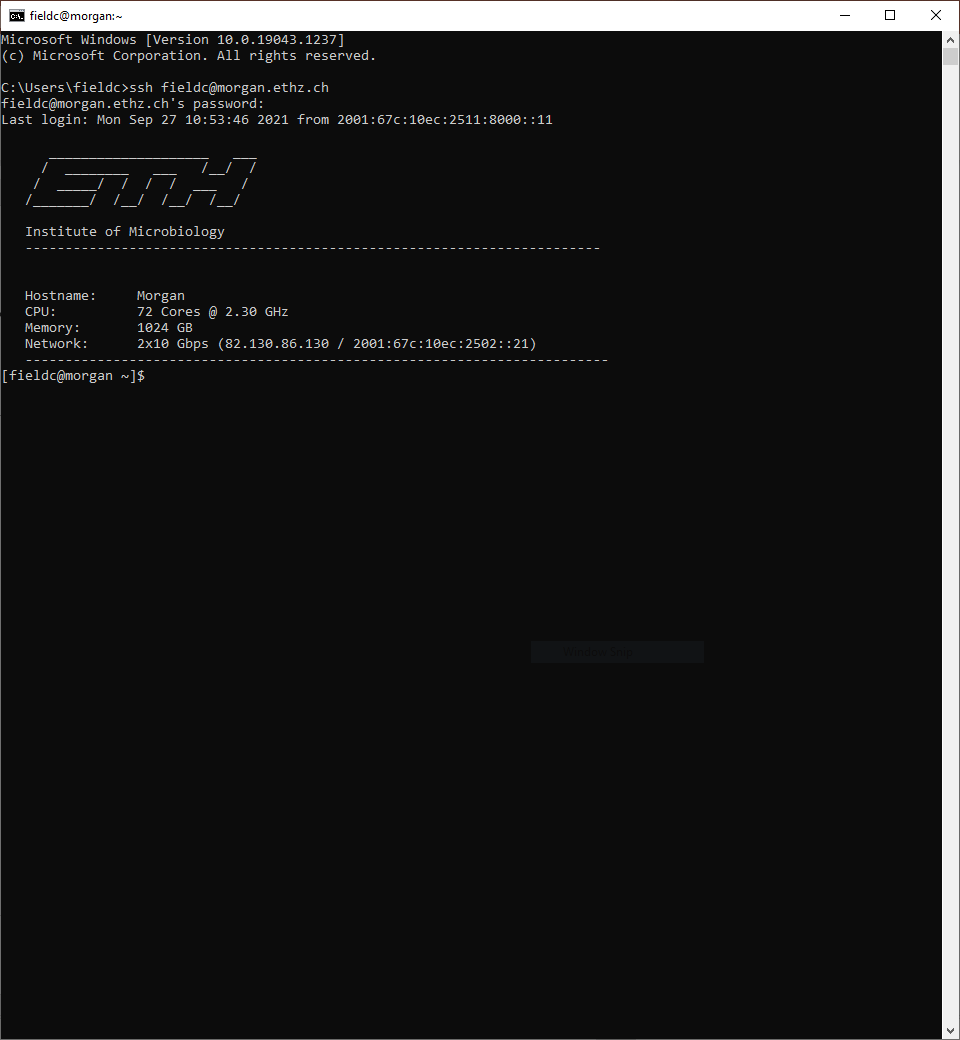 fieldc@morgan:~
Microsoft Windows [Version 10.0.19043.1237]
(c) Microsoft Corporation. All rights reserved.
C:\Users\fieldc>ssh fieldc@morgan.ethz.ch
fieldc@morgan.ethz.ch's password:
Last login: Mon Sep 27 10:53:46 2021 from 2001:67c:10ec:2511:8000::11
ETH
Institute of Microbiology
-------------------------------------------------------------------------
Hostname: Morgan
CPU: 72 Cores @ 2.30 GHz
Memory: 1024 GB
Network: 2x10 Gbps (82.130.86.130 / 2001:67c:10ec:2502::21)
-------------------------------------------------------------------------
[fieldc@morgan ~]$
Window Snip